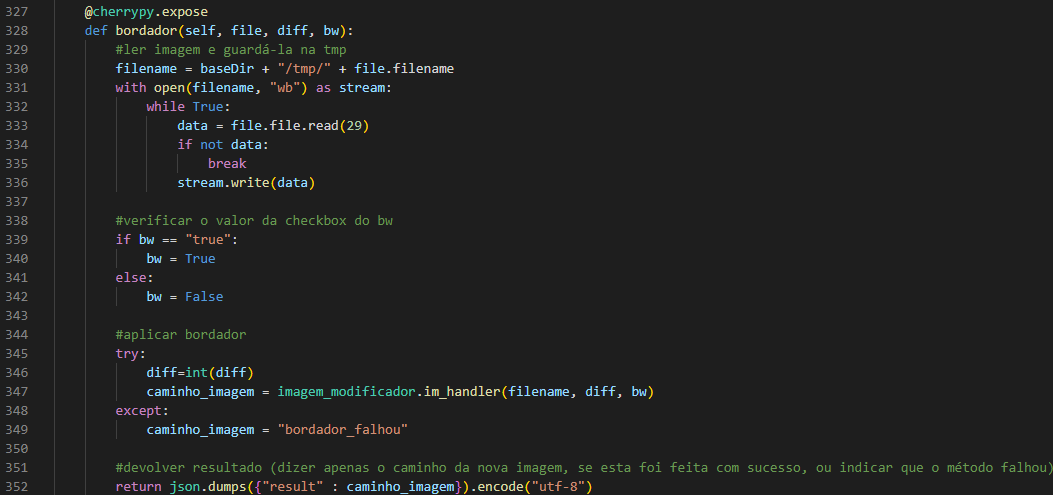 327 @cherrypy.expose
328 def bordador(self, file, diff, bw):
329 #ler imagem e guardá-la na tmp
330 filename = baseDir + "/tmp/" + file.filename
331 with open(filename, "wb") as stream:
332 while True:
333 data = file.file.read(29)
334 if not data:
335 break
336 stream.write(data)
337
338 #verificar o valor da checkbox do bw
339 if bw == "true":
340 bw = True
341 else:
342 bw = False
343
344 #aplicar bordador
345 try:
346 diff=int(diff)
347 caminho_imagem = imagem_modificador.im_handler(filename, diff, bw)
348 except:
349 caminho_imagem = "bordador_falhou"
350
351 #devolver resultado (dizer apenas o caminho da nova imagem, se esta foi feita com sucesso, ou indicar que o método falhou)
352 return json.dumps({"result" : caminho_imagem}).encode("utf-8")